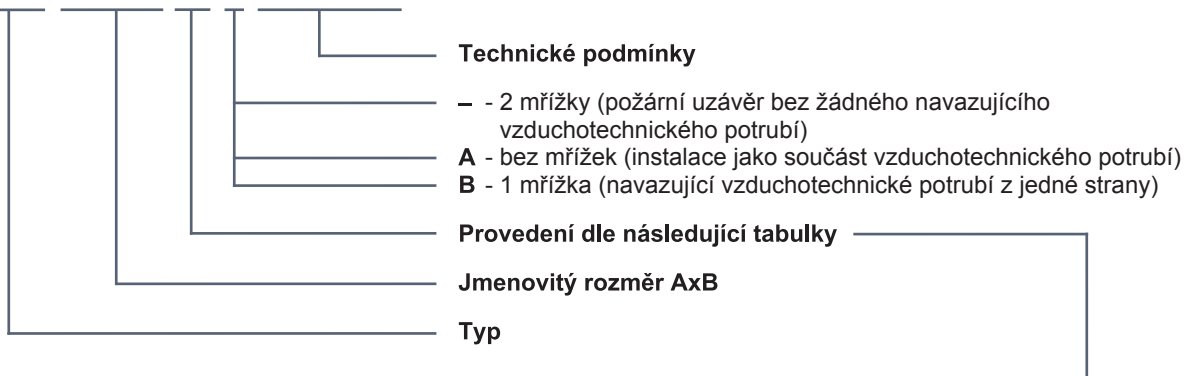 Technické podmínky
– - 2 mřížky (požární uzávěr bez žádného navazujícího
vzduchotechnického potrubí)
A - bez mřížek (instalace jako součást vzduchotechnického potrubí)
B - 1 mřížka (navazující vzduchotechnické potrubí z jedné strany)
Provedení dle následující tabulky
Jmenovitý rozměr AxB
Typ